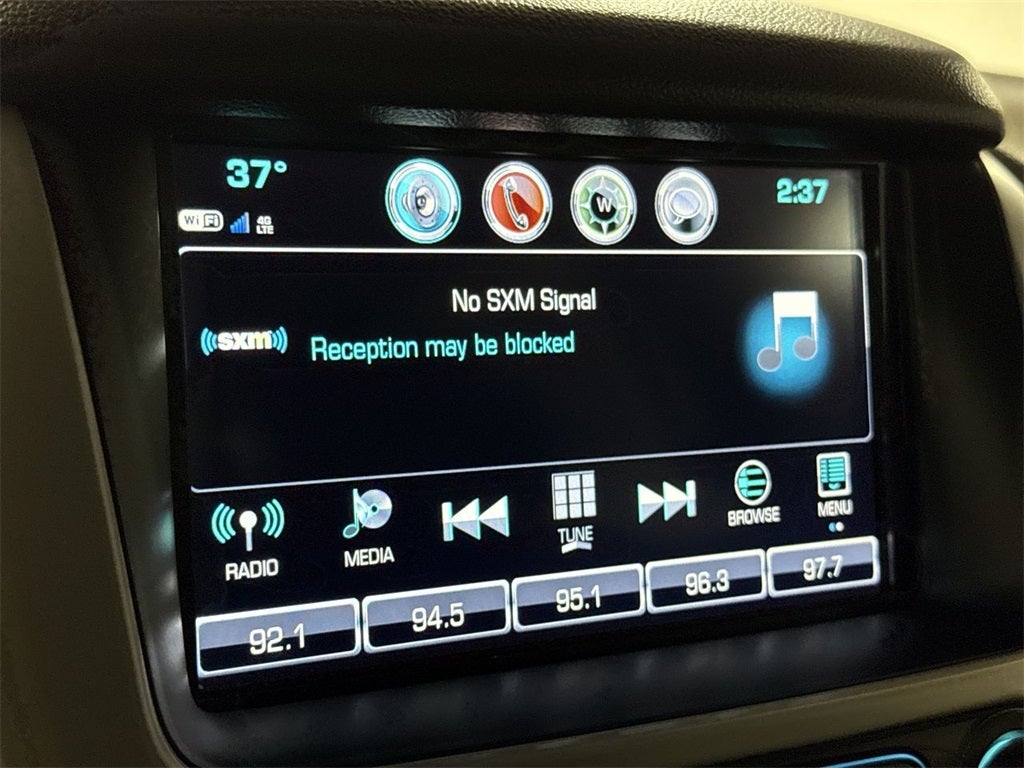 37°
2:37
WiFi
4G
LTE
W
No SXM Signal
((sxm))
Reception may be blocked
RADIO
MEDIA
TUNE
BROWSE
MENU
92.1
94.5
95.1
96.3
97.7